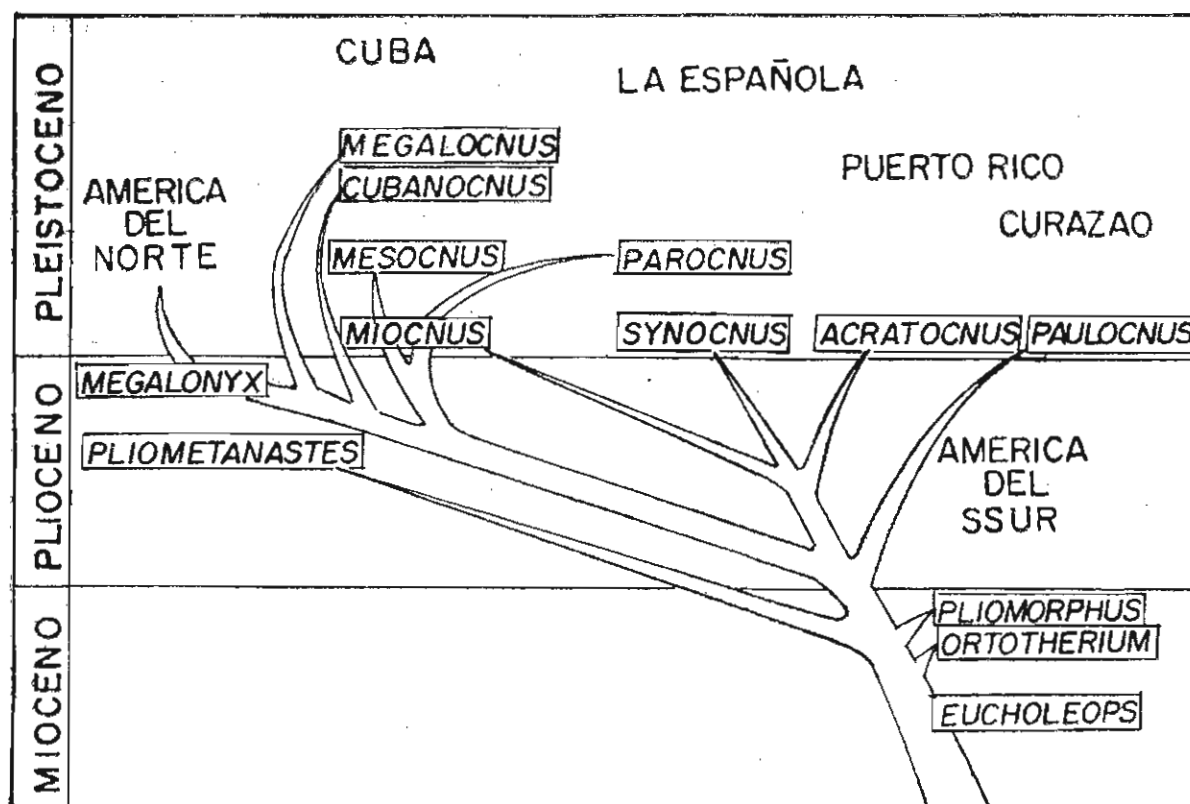 PLEISTOCENO
PLIOCENO
MIOCENO
CUBA
LA ESPAÑOLA
PUERTO RICO
CURAZAO
AMERICA
DEL
NORTE
MEGALOCNUS
CUBANOCNUS
MESOCNUS
PAROCNUS
MIOCNUS
SYNOCNUS
ACRATOCNUS
PAULOCNUS
MEGALONYX
PLIOMETANASTES
AMERICA
DEL
SSUR
PLIOMORPHUS
ORTOTHERIUM
EUCHOLEOPS